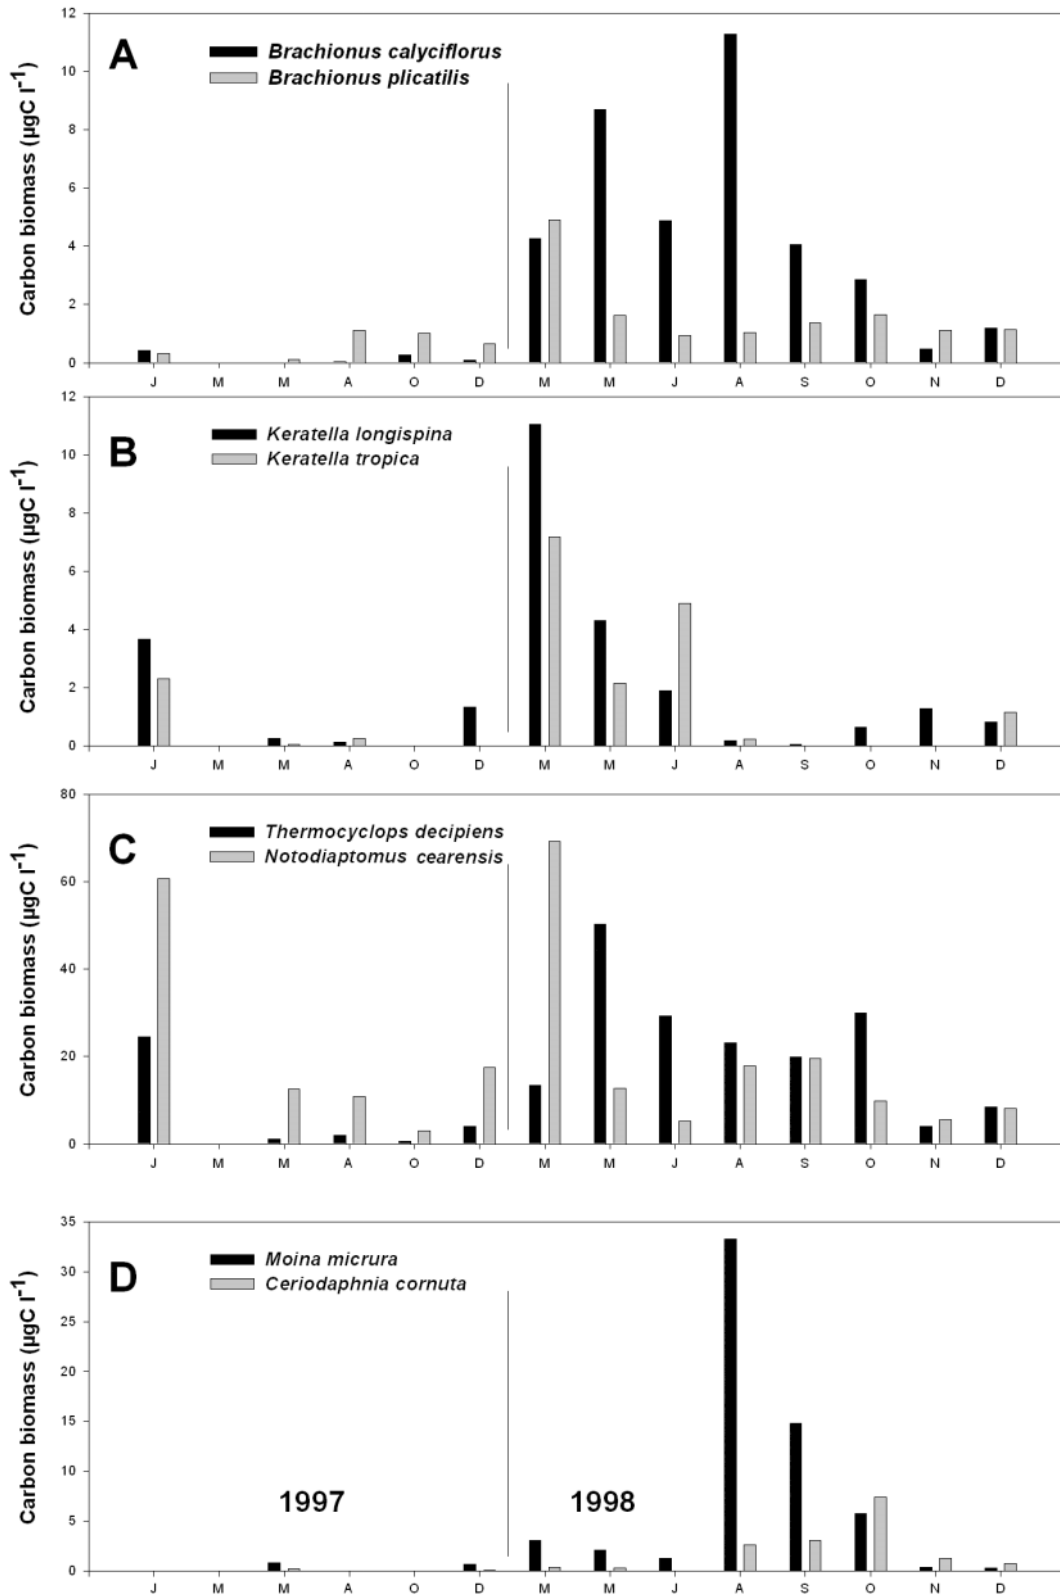 A
Brachionus calyciflorus
Brachionus plicatilis
Carbon biomass (µgC l⁻¹)
12
10
8
6
4
2
0
J M M A O D M M J A S O N D
B
Keratella longispina
Keratella tropica
Carbon biomass (µgC l⁻¹)
12
10
8
6
4
2
0
J M M A O D M M J A S O N D
C
Thermocyclops decipiens
Notodiaptomus cearensis
Carbon biomass (µgC l⁻¹)
80
60
40
20
0
J M M A O D M M J A S O N D
D
Moina micrura
Ceriodaphnia cornuta
Carbon biomass (µgC l⁻¹)
35
30
25
20
15
10
5
0
1997 1998
J M M A O D M M J A S O N D